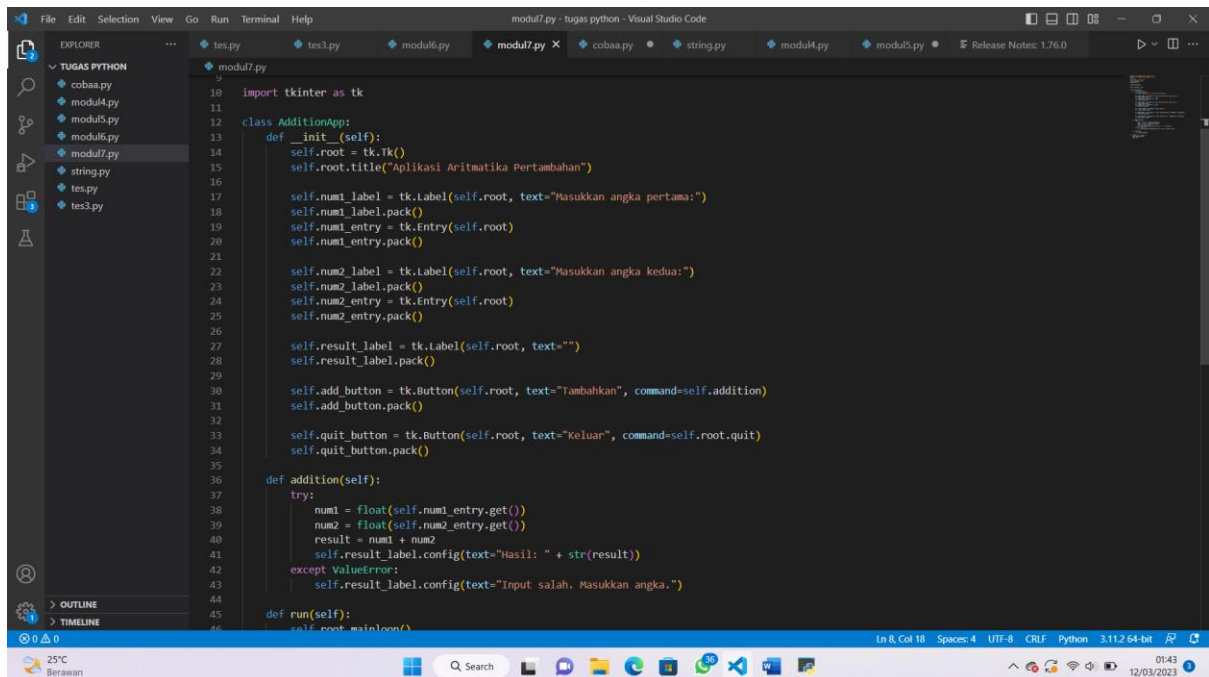 File Edit Selection View Go Run Terminal Help modul7.py - tugas python - Visual Studio Code
EXPLORER ··· tes.py tes3.py modul6.py modul7.py × cobaa.py ● string.py modul4.py modul5.py ● Release Notes: 1.76.0
TUGAS PYTHON
cobaa.py
modul4.py
modul5.py
modul6.py
modul7.py
string.py
tes.py
tes3.py
OUTLINE
TIMELINE
modul7.py
9
10 import tkinter as tk
11
12 class AdditionApp:
13     def __init__(self):
14         self.root = tk.Tk()
15         self.root.title("Aplikasi Aritmatika Pertambahan")
16
17         self.num1_label = tk.Label(self.root, text="Masukkan angka pertama:")
18         self.num1_label.pack()
19         self.num1_entry = tk.Entry(self.root)
20         self.num1_entry.pack()
21
22         self.num2_label = tk.Label(self.root, text="Masukkan angka kedua:")
23         self.num2_label.pack()
24         self.num2_entry = tk.Entry(self.root)
25         self.num2_entry.pack()
26
27         self.result_label = tk.Label(self.root, text="")
28         self.result_label.pack()
29
30         self.add_button = tk.Button(self.root, text="Tambahkan", command=self.addition)
31         self.add_button.pack()
32
33         self.quit_button = tk.Button(self.root, text="Keluar", command=self.root.quit)
34         self.quit_button.pack()
35
36     def addition(self):
37         try:
38             num1 = float(self.num1_entry.get())
39             num2 = float(self.num2_entry.get())
40             result = num1 + num2
41             self.result_label.config(text="Hasil: " + str(result))
42         except ValueError:
43             self.result_label.config(text="Input salah. Masukkan angka.")
44
45     def run(self):
46         self.root.mainloop()
0 0 Ln 8, Col 18 Spaces: 4 UTF-8 CRLF Python 3.11.2 64-bit
25°C
Berawan
Search
36
01:43
12/03/2023
3